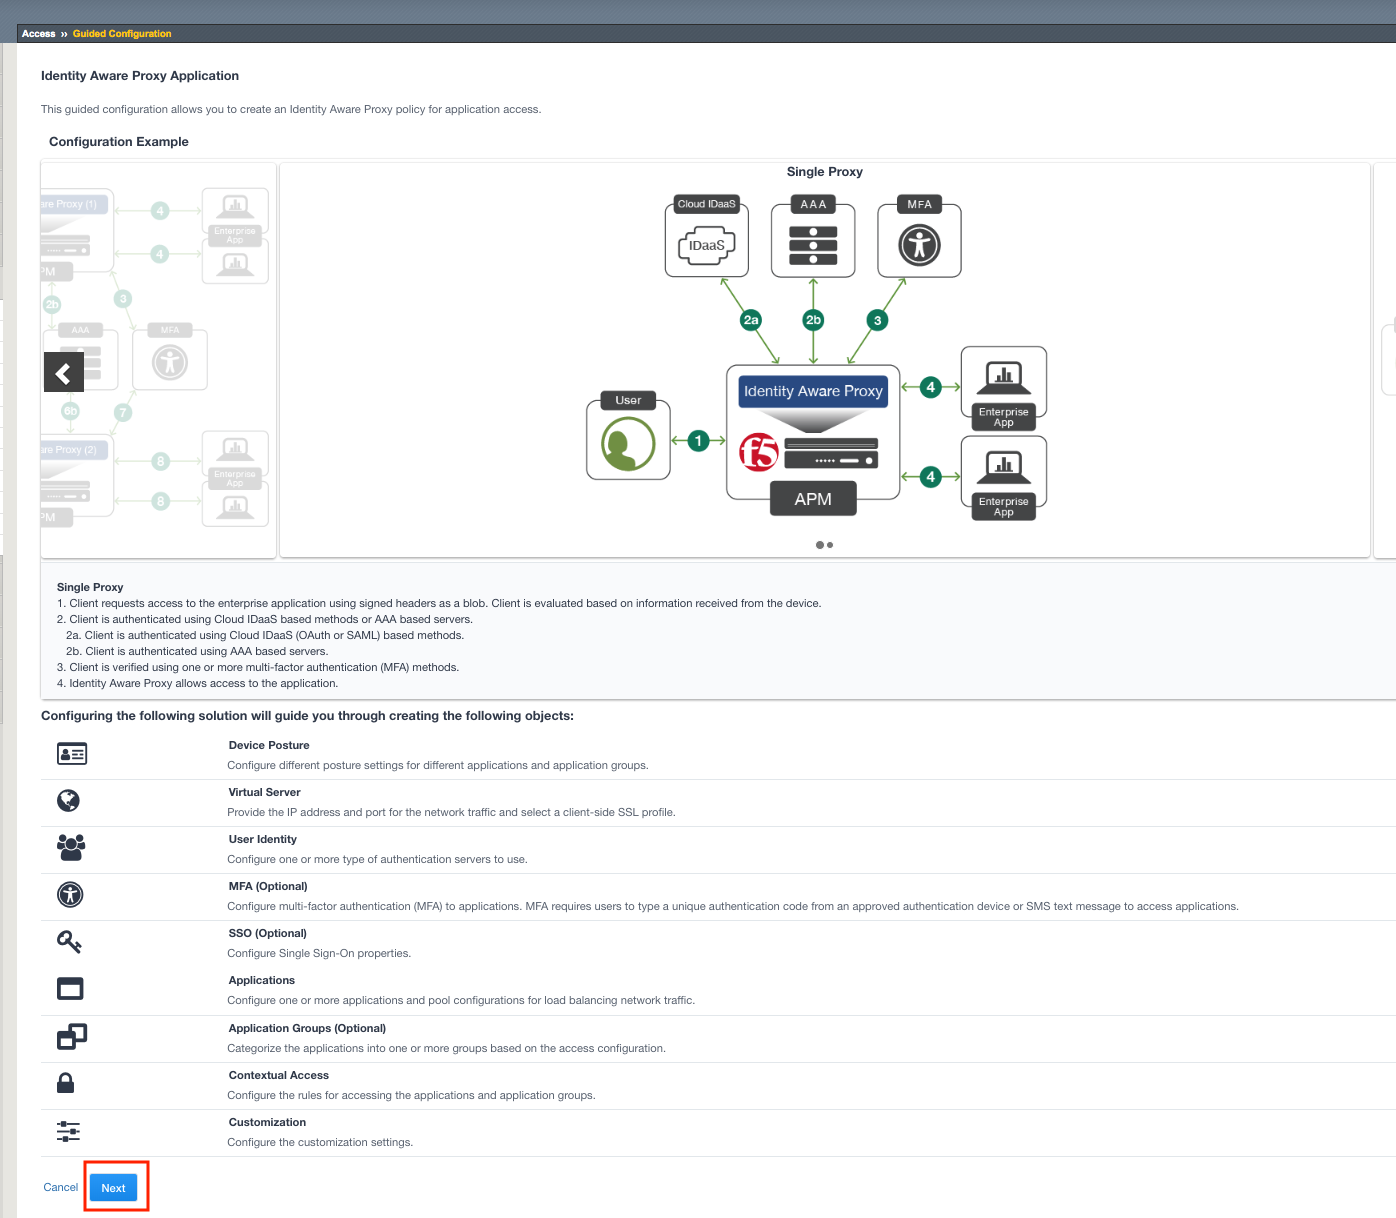 Access » Guided Configuration
Identity Aware Proxy Application
This guided configuration allows you to create an Identity Aware Proxy policy for application access.
Configuration Example
are Proxy (1)
4
Enterprise
App
4
PM
2b
3
AAA
MFA
6b
7
are Proxy (2)
8
Enterprise
App
8
PM
Single Proxy
Cloud IDaaS
AAA
MFA
IDaaS
2a
2b
3
User
1
Identity Aware Proxy
f5
APM
4
Enterprise
App
4
Enterprise
App
Single Proxy
1. Client requests access to the enterprise application using signed headers as a blob. Client is evaluated based on information received from the device.
2. Client is authenticated using Cloud IDaaS based methods or AAA based servers.
2a. Client is authenticated using Cloud IDaaS (OAuth or SAML) based methods.
2b. Client is authenticated using AAA based servers.
3. Client is verified using one or more multi-factor authentication (MFA) methods.
4. Identity Aware Proxy allows access to the application.
Configuring the following solution will guide you through creating the following objects:
Device Posture
Configure different posture settings for different applications and application groups.
Virtual Server
Provide the IP address and port for the network traffic and select a client-side SSL profile.
User Identity
Configure one or more type of authentication servers to use.
MFA (Optional)
Configure multi-factor authentication (MFA) to applications. MFA requires users to type a unique authentication code from an approved authentication device or SMS text message to access applications.
SSO (Optional)
Configure Single Sign-On properties.
Applications
Configure one or more applications and pool configurations for load balancing network traffic.
Application Groups (Optional)
Categorize the applications into one or more groups based on the access configuration.
Contextual Access
Configure the rules for accessing the applications and application groups.
Customization
Configure the customization settings.
Cancel Next